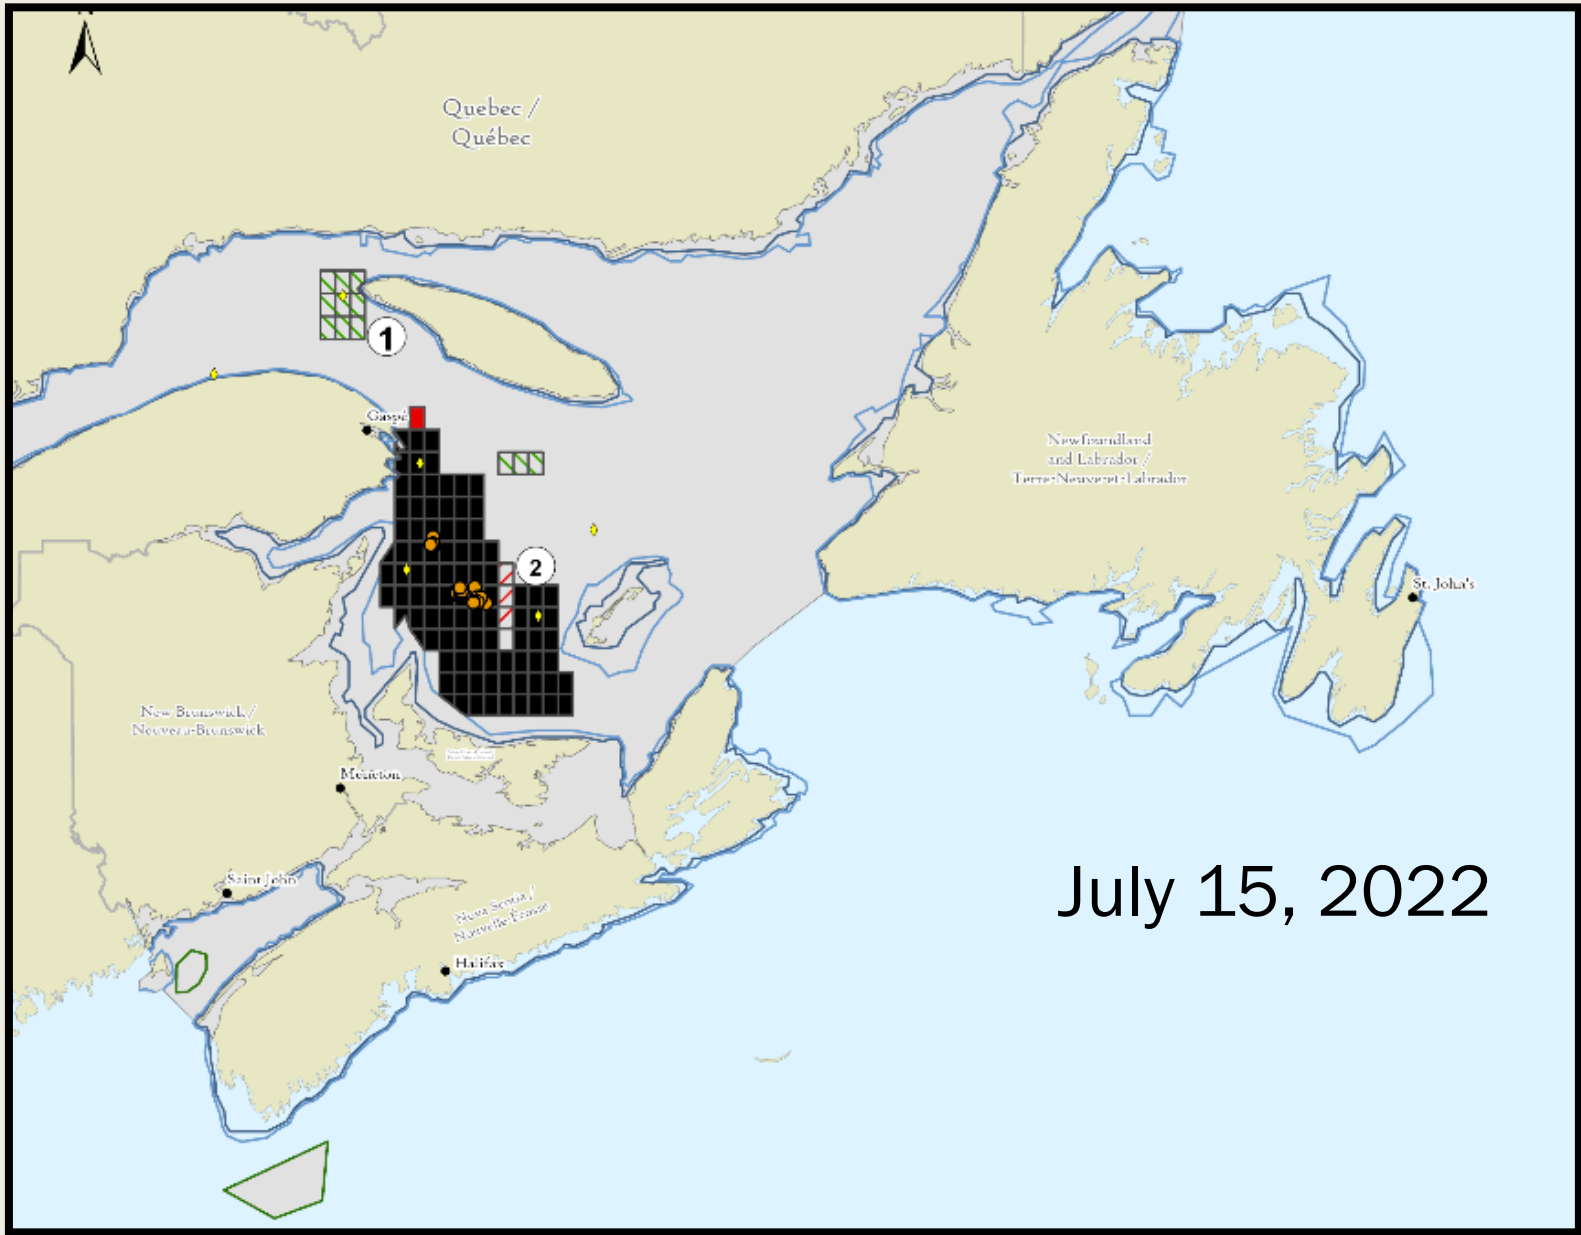 N
Quebec /
Québec
1
Gaspé
Newfoundland
and Labrador /
Terre-Neuve-et-Labrador
2
St. John's
New Brunswick /
Nouveau-Brunswick
Moncton
Saint John
Nova Scotia /
Nouvelle-Écosse
Halifax
July 15, 2022